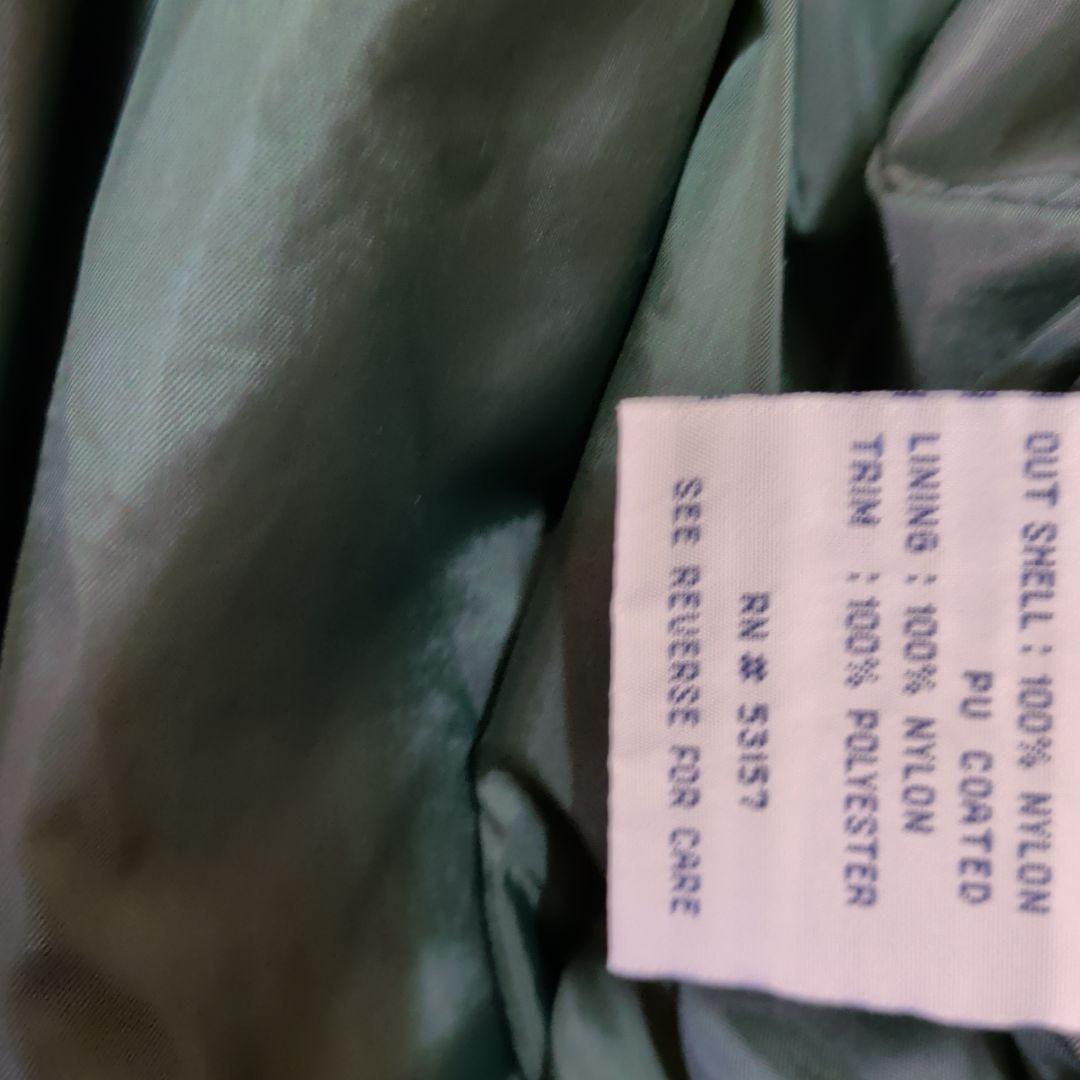 OUT SHELL : 100% NYLON
PU COATED
LINING : 100% NYLON
TRIM : 100% POLYESTER
RN # 53157
SEE REVERSE FOR CARE